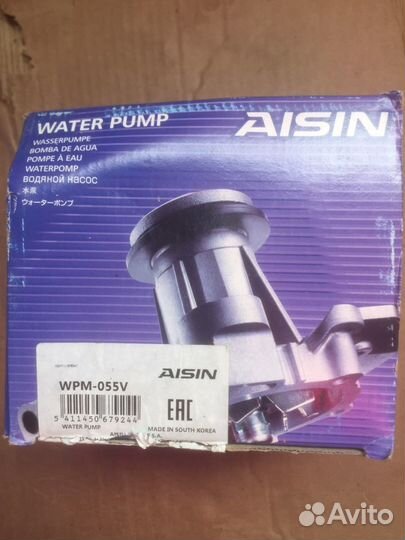 WATER PUMP
AISIN
WASSERPUMPE
BOMBA DE AGUA
POMPE À EAU
WATERPOMP
ВОДЯНОЙ НАСОС
水泵
ウォーターポンプ
WPM-055V
AISIN
5 411450 679244
EAC
WATER PUMP
MADE IN SOUTH KOREA
Avito